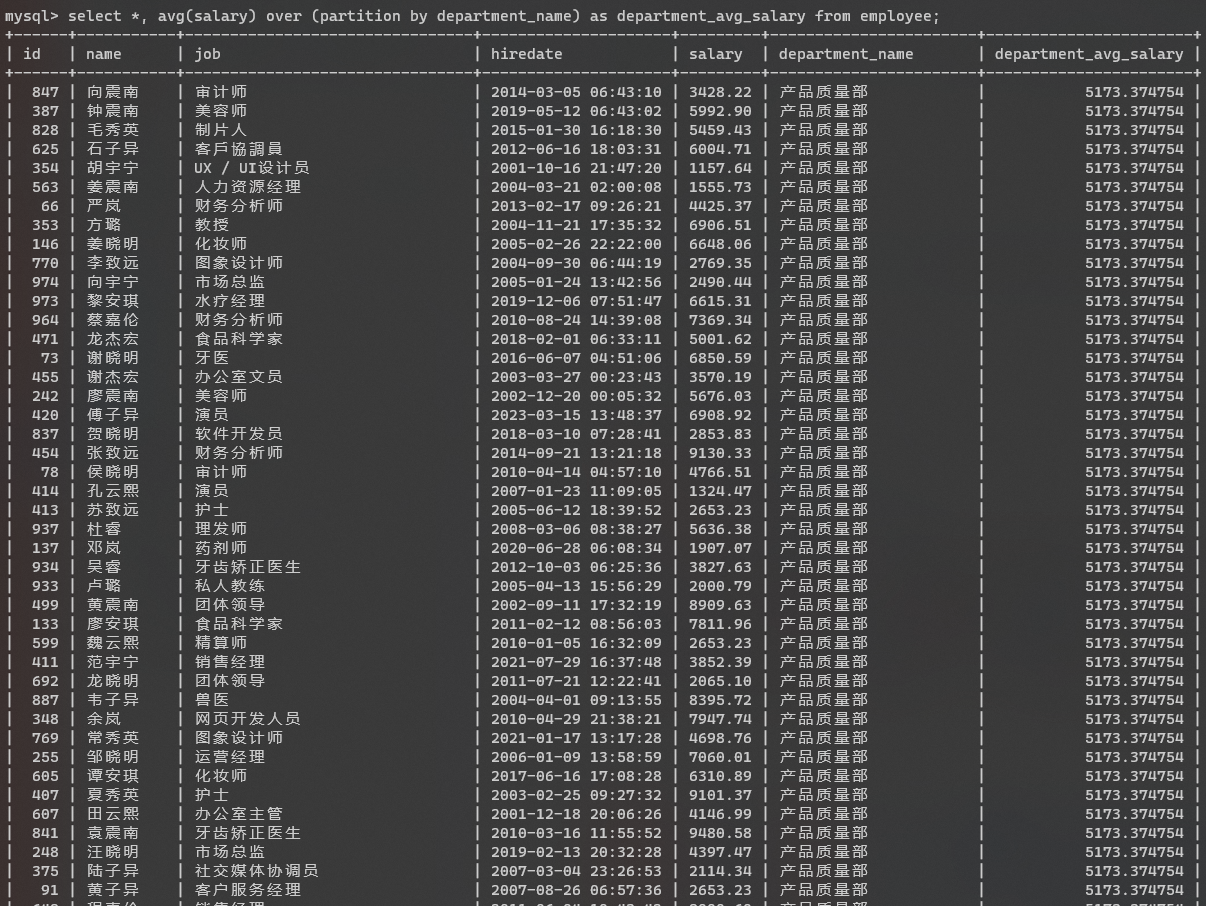 mysql> select *, avg(salary) over (partition by department_name) as department_avg_salary from employee;
+------+-----------+--------------------------------+---------------------+---------+-----------------------+-----------------------+
| id | name | job | hiredate | salary | department_name | department_avg_salary |
+------+-----------+--------------------------------+---------------------+---------+-----------------------+-----------------------+
| 847 | 向震南 | 审计师 | 2014-03-05 06:43:10 | 3428.22 | 产品质量部 | 5173.374754 |
| 387 | 钟震南 | 美容师 | 2019-05-12 06:43:02 | 5992.90 | 产品质量部 | 5173.374754 |
| 828 | 毛秀英 | 制片人 | 2015-01-30 16:18:30 | 5459.43 | 产品质量部 | 5173.374754 |
| 625 | 石子异 | 客戶協調員 | 2012-06-16 18:03:31 | 6004.71 | 产品质量部 | 5173.374754 |
| 354 | 胡宇宁 | UX / UI设计员 | 2001-10-16 21:47:20 | 1157.64 | 产品质量部 | 5173.374754 |
| 563 | 姜震南 | 人力资源经理 | 2004-03-21 02:00:08 | 1555.73 | 产品质量部 | 5173.374754 |
| 66 | 严岚 | 财务分析师 | 2013-02-17 09:26:21 | 4425.37 | 产品质量部 | 5173.374754 |
| 353 | 方璐 | 教授 | 2004-11-21 17:35:32 | 6906.51 | 产品质量部 | 5173.374754 |
| 146 | 姜晓明 | 化妆师 | 2005-02-26 22:22:00 | 6648.06 | 产品质量部 | 5173.374754 |
| 770 | 李致远 | 图象设计师 | 2004-09-30 06:44:19 | 2769.35 | 产品质量部 | 5173.374754 |
| 974 | 向宇宁 | 市场总监 | 2005-01-24 13:42:56 | 2490.44 | 产品质量部 | 5173.374754 |
| 973 | 黎安琪 | 水疗经理 | 2019-12-06 07:51:47 | 6615.31 | 产品质量部 | 5173.374754 |
| 964 | 蔡嘉伦 | 财务分析师 | 2010-08-24 14:39:08 | 7369.34 | 产品质量部 | 5173.374754 |
| 471 | 龙杰宏 | 食品科学家 | 2018-02-01 06:33:11 | 5001.62 | 产品质量部 | 5173.374754 |
| 73 | 谢晓明 | 牙医 | 2016-06-07 04:51:06 | 6850.59 | 产品质量部 | 5173.374754 |
| 455 | 谢杰宏 | 办公室文员 | 2003-03-27 00:23:43 | 3570.19 | 产品质量部 | 5173.374754 |
| 242 | 廖震南 | 美容师 | 2002-12-20 00:05:32 | 5676.03 | 产品质量部 | 5173.374754 |
| 420 | 傅子异 | 演员 | 2023-03-15 13:48:37 | 6908.92 | 产品质量部 | 5173.374754 |
| 837 | 贺晓明 | 软件开发员 | 2018-03-10 07:28:41 | 2853.83 | 产品质量部 | 5173.374754 |
| 454 | 张致远 | 财务分析师 | 2014-09-21 13:21:18 | 9130.33 | 产品质量部 | 5173.374754 |
| 78 | 侯晓明 | 审计师 | 2010-04-14 04:57:10 | 4766.51 | 产品质量部 | 5173.374754 |
| 414 | 孔云熙 | 演员 | 2007-01-23 11:09:05 | 1324.47 | 产品质量部 | 5173.374754 |
| 413 | 苏致远 | 护士 | 2005-06-12 18:39:52 | 2653.23 | 产品质量部 | 5173.374754 |
| 937 | 杜睿 | 理发师 | 2008-03-06 08:38:27 | 5636.38 | 产品质量部 | 5173.374754 |
| 137 | 邓岚 | 药剂师 | 2020-06-28 06:08:34 | 1907.07 | 产品质量部 | 5173.374754 |
| 934 | 吴睿 | 牙齿矫正医生 | 2012-10-03 06:25:36 | 3827.63 | 产品质量部 | 5173.374754 |
| 933 | 卢璐 | 私人教练 | 2005-04-13 15:56:29 | 2000.79 | 产品质量部 | 5173.374754 |
| 499 | 黄震南 | 团体领导 | 2002-09-11 17:32:19 | 8909.63 | 产品质量部 | 5173.374754 |
| 133 | 廖安琪 | 食品科学家 | 2011-02-12 08:56:03 | 7811.96 | 产品质量部 | 5173.374754 |
| 599 | 魏云熙 | 精算师 | 2010-01-05 16:32:09 | 2653.23 | 产品质量部 | 5173.374754 |
| 411 | 范宇宁 | 销售经理 | 2021-07-29 16:37:48 | 3852.39 | 产品质量部 | 5173.374754 |
| 692 | 龙晓明 | 团体领导 | 2011-07-21 12:22:41 | 2065.10 | 产品质量部 | 5173.374754 |
| 887 | 韦子异 | 兽医 | 2004-04-01 09:13:55 | 8395.72 | 产品质量部 | 5173.374754 |
| 348 | 余岚 | 网页开发人员 | 2010-04-29 21:38:21 | 7947.74 | 产品质量部 | 5173.374754 |
| 769 | 常秀英 | 图象设计师 | 2021-01-17 13:17:28 | 4698.76 | 产品质量部 | 5173.374754 |
| 255 | 邹晓明 | 运营经理 | 2006-01-09 13:58:59 | 7060.01 | 产品质量部 | 5173.374754 |
| 605 | 谭安琪 | 化妆师 | 2017-06-16 17:08:28 | 6310.89 | 产品质量部 | 5173.374754 |
| 407 | 夏秀英 | 护士 | 2003-02-25 09:27:32 | 9101.37 | 产品质量部 | 5173.374754 |
| 607 | 田云熙 | 办公室主管 | 2001-12-18 20:06:26 | 4146.99 | 产品质量部 | 5173.374754 |
| 841 | 袁震南 | 牙齿矫正医生 | 2010-03-16 11:55:52 | 9480.58 | 产品质量部 | 5173.374754 |
| 248 | 汪晓明 | 市场总监 | 2019-02-13 20:32:28 | 4397.47 | 产品质量部 | 5173.374754 |
| 375 | 陆子异 | 社交媒体协调员 | 2007-03-04 23:26:53 | 2114.34 | 产品质量部 | 5173.374754 |
| 91 | 黄子异 | 客户服务经理 | 2007-08-26 06:57:36 | 2653.23 | 产品质量部 | 5173.374754 |